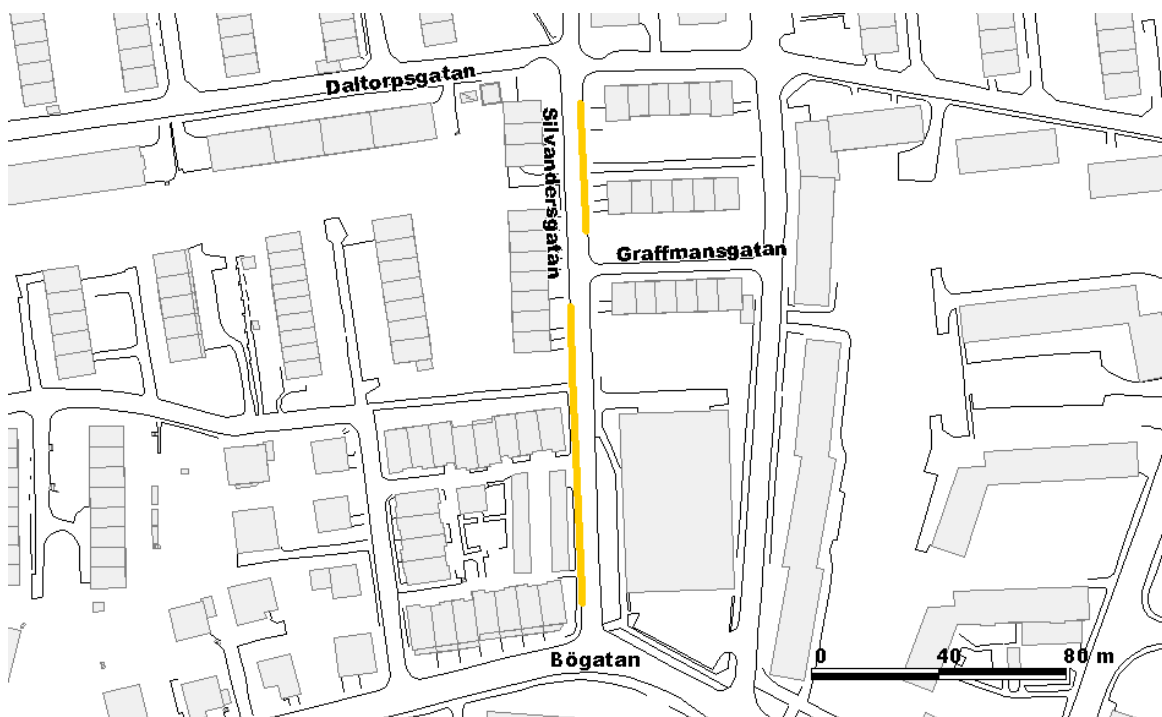 Daltorpsgatan
Silvandersgatan
Graffmansgatan
Bögatan
0 40 80 m